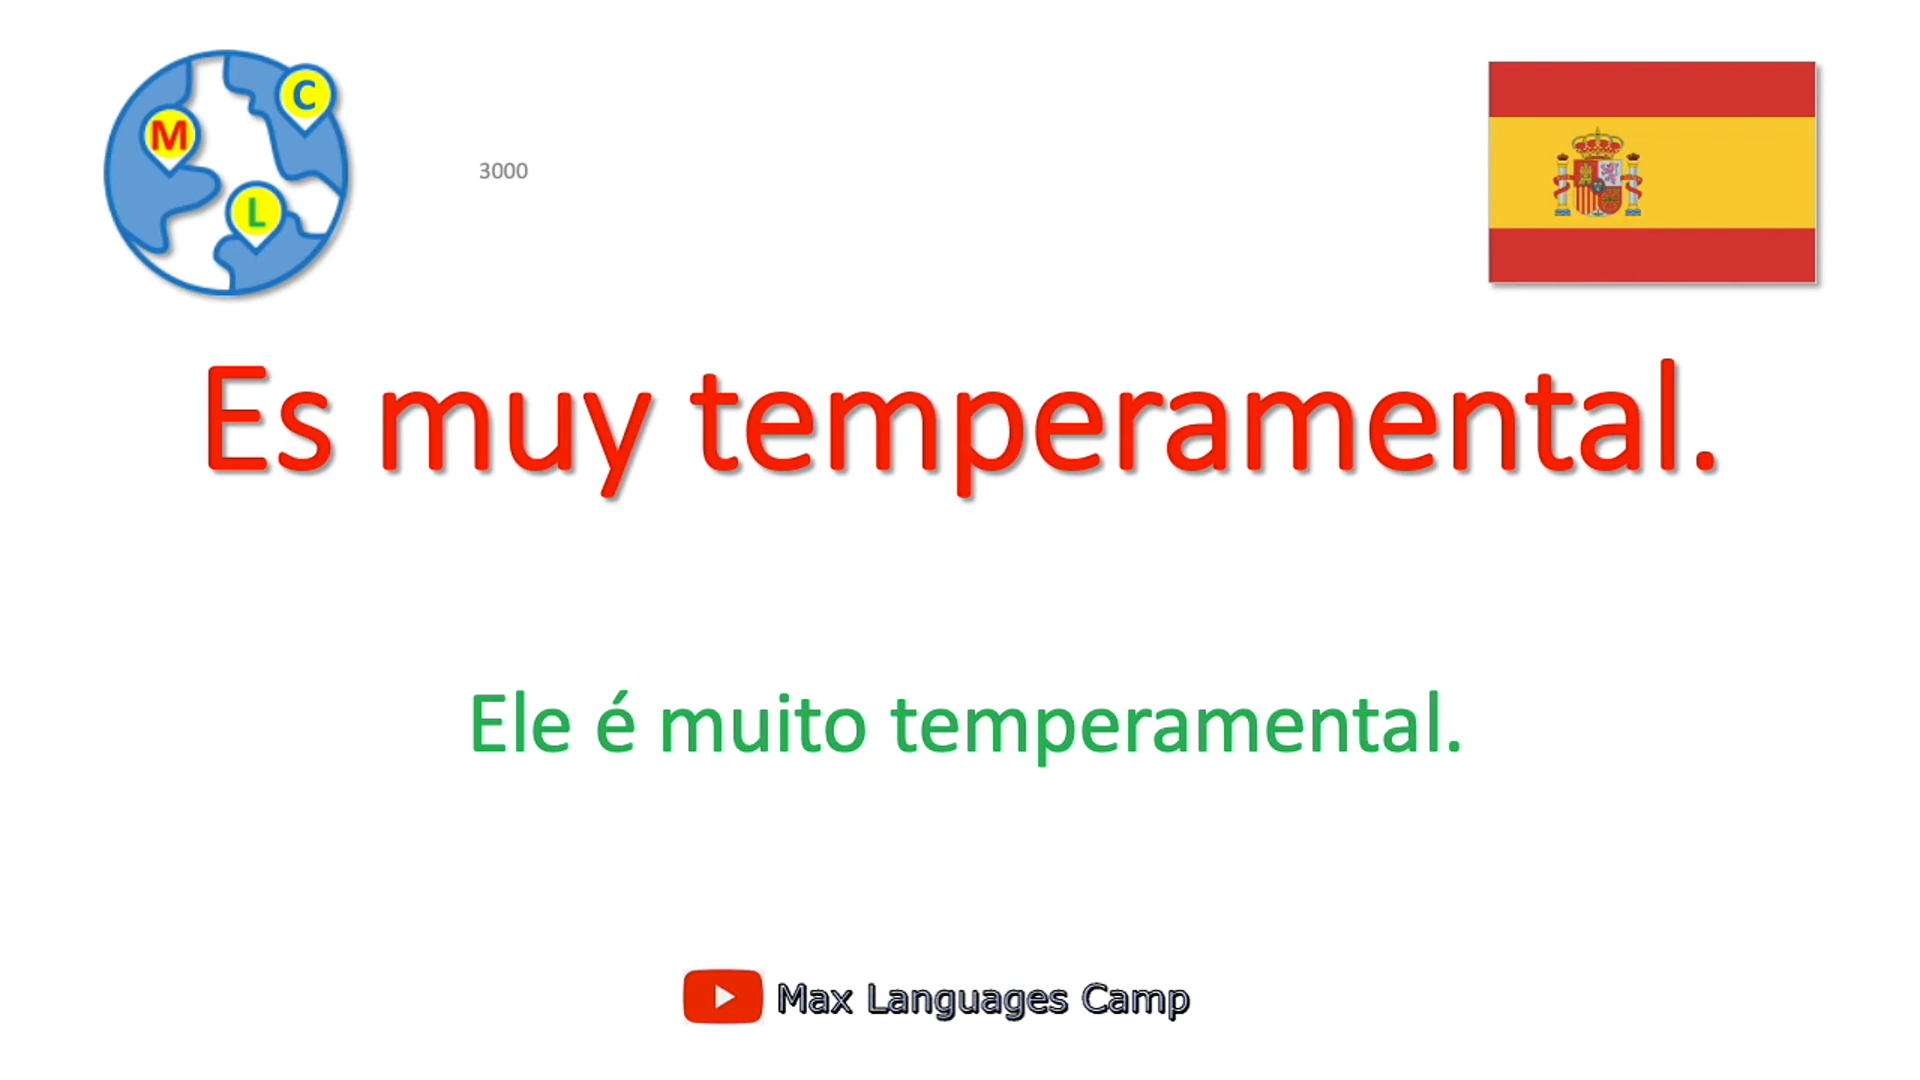 C
M
L
3000
Es muy temperamental.
Ele é muito temperamental.
Max Languages Camp